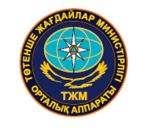 ТӨТЕНШЕ ЖАҒДАЙЛАР МИНИСТРЛІГІ
ТЖМ
ОРТАЛЫҚ АППАРАТЫ